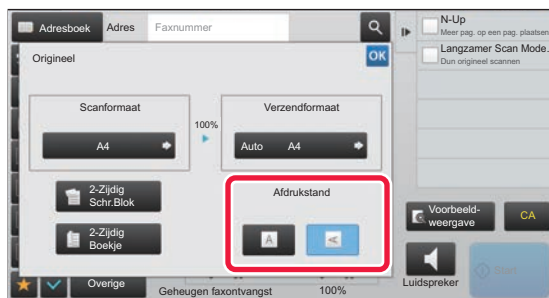 Adresboek Adres Faxnummer
Origineel
OK
Scanformaat
A4
100%
Verzendformaat
Auto A4
2-Zijdig
Schr.Blok
2-Zijdig
Boekje
Afdrukstand
A
A
Overige
Geheugen faxontvangst 100%
N-Up
Meer pag. op een pag. plaatsen
Langzamer Scan Mode.
Dun origineel scannen
Voorbeeld-
weergave
CA
Luidspreker
Start